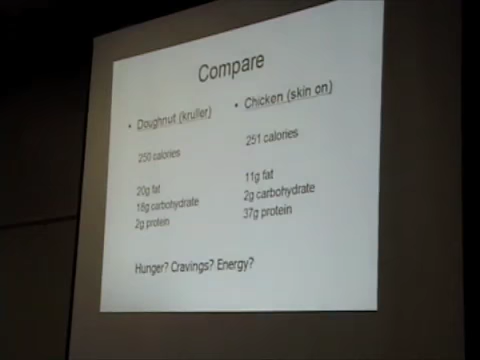 Compare
• Doughnut (kruller)
250 calories
20g fat
18g carbohydrate
2g protein
• Chicken (skin on)
251 calories
11g fat
2g carbohydrate
37g protein
Hunger? Cravings? Energy?